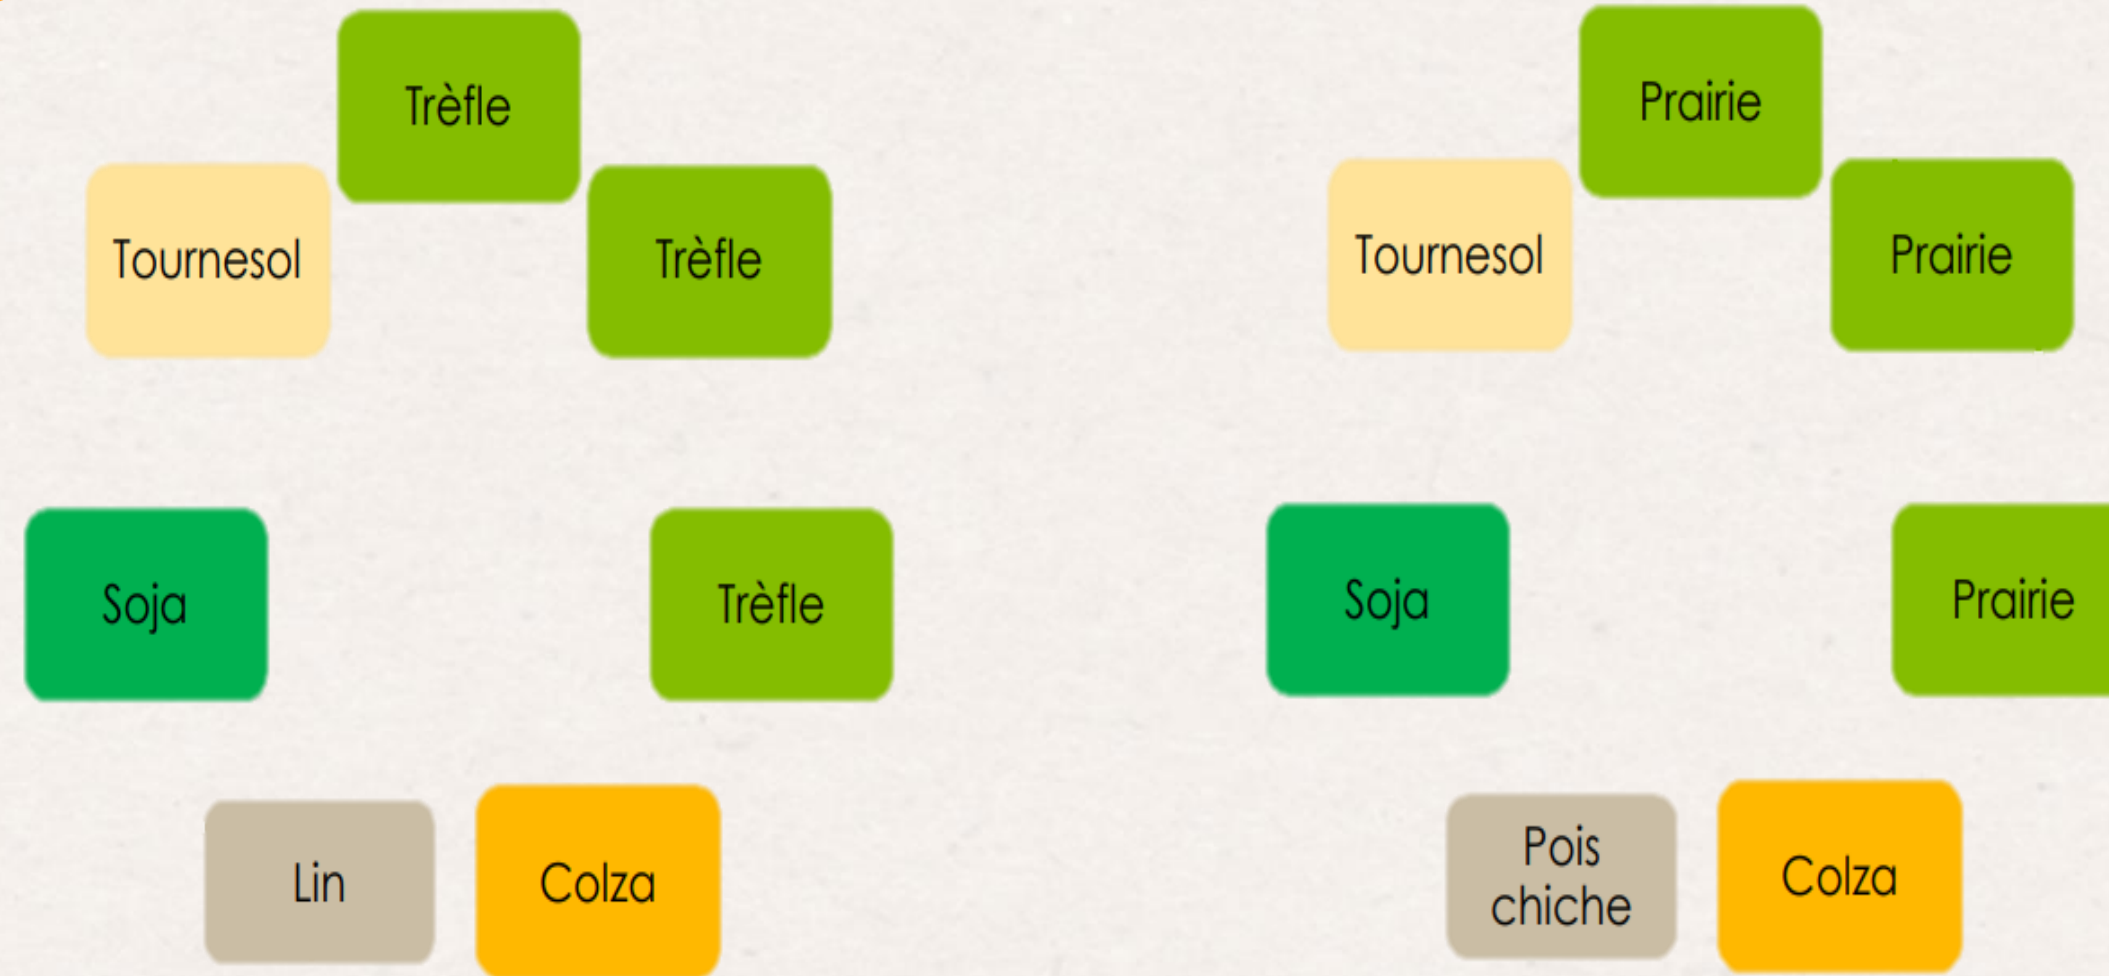 Trèfle
Tournesol
Trèfle
Soja
Trèfle
Lin
Colza
Prairie
Tournesol
Prairie
Soja
Prairie
Pois
chiche
Colza